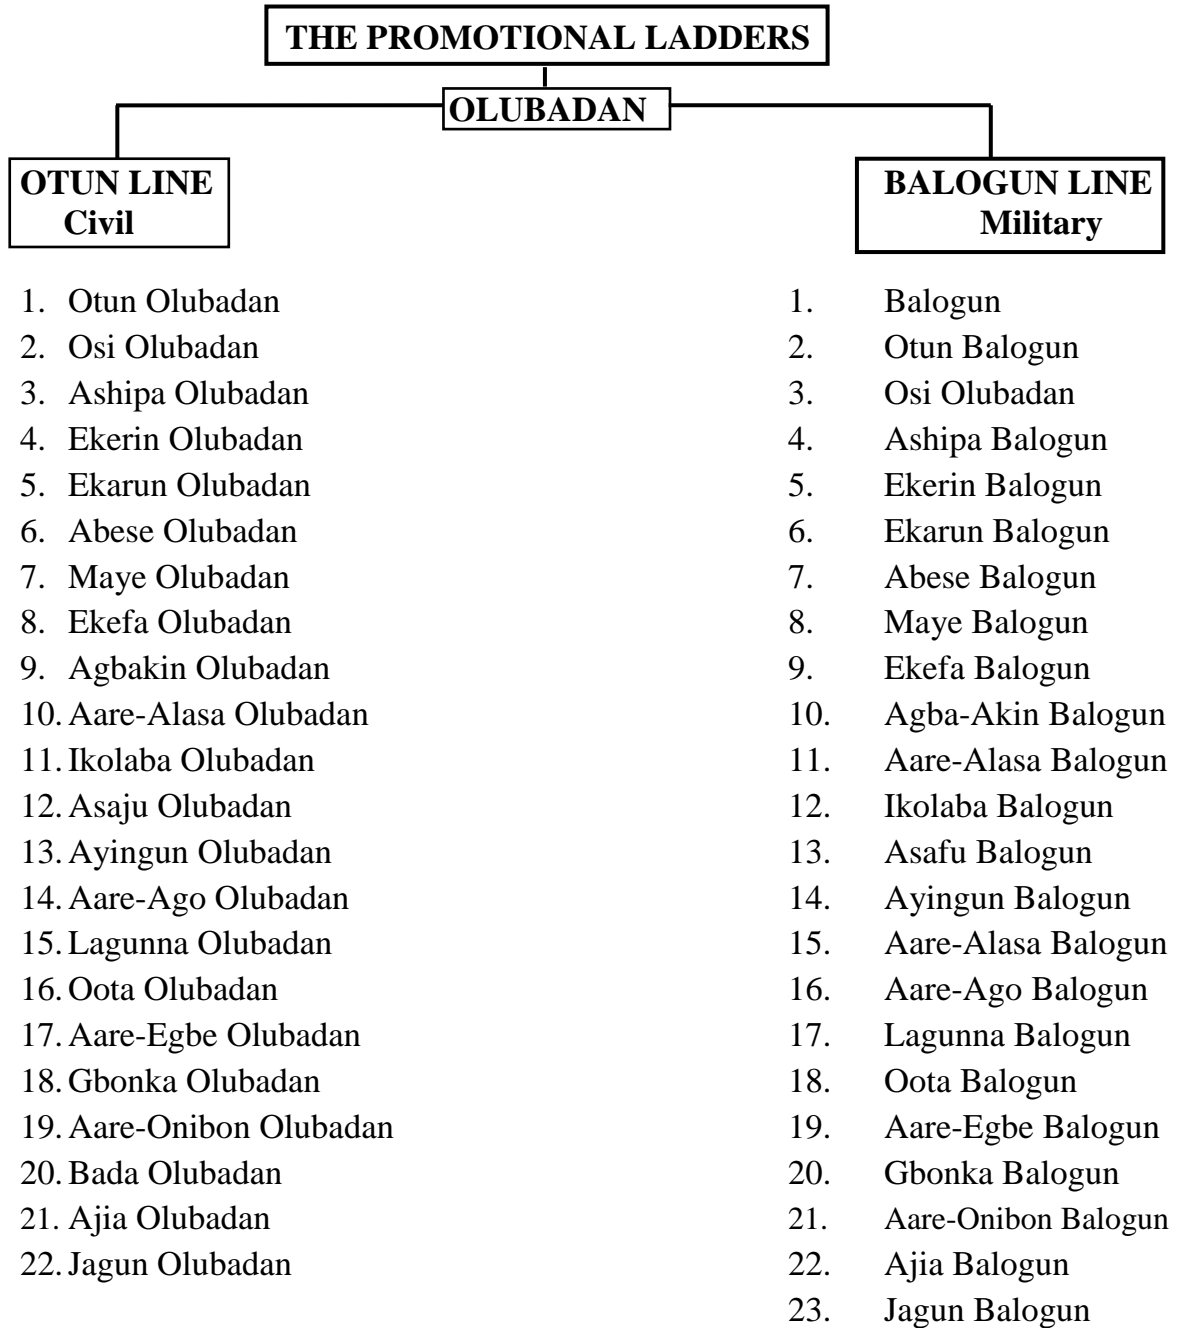 THE PROMOTIONAL LADDERS
OLUBADAN
OTUN LINE
Civil
1. Otun Olubadan
2. Osi Olubadan
3. Ashipa Olubadan
4. Ekerin Olubadan
5. Ekarun Olubadan
6. Abese Olubadan
7. Maye Olubadan
8. Ekefa Olubadan
9. Agbakin Olubadan
10. Aare-Alasa Olubadan
11. Ikolaba Olubadan
12. Asaju Olubadan
13. Ayingun Olubadan
14. Aare-Ago Olubadan
15. Lagunna Olubadan
16. Oota Olubadan
17. Aare-Egbe Olubadan
18. Gbonka Olubadan
19. Aare-Onibon Olubadan
20. Bada Olubadan
21. Ajia Olubadan
22. Jagun Olubadan
BALOGUN LINE
Military
1. Balogun
2. Otun Balogun
3. Osi Olubadan
4. Ashipa Balogun
5. Ekerin Balogun
6. Ekarun Balogun
7. Abese Balogun
8. Maye Balogun
9. Ekefa Balogun
10. Agba-Akin Balogun
11. Aare-Alasa Balogun
12. Ikolaba Balogun
13. Asafu Balogun
14. Ayingun Balogun
15. Aare-Alasa Balogun
16. Aare-Ago Balogun
17. Lagunna Balogun
18. Oota Balogun
19. Aare-Egbe Balogun
20. Gbonka Balogun
21. Aare-Onibon Balogun
22. Ajia Balogun
23. Jagun Balogun